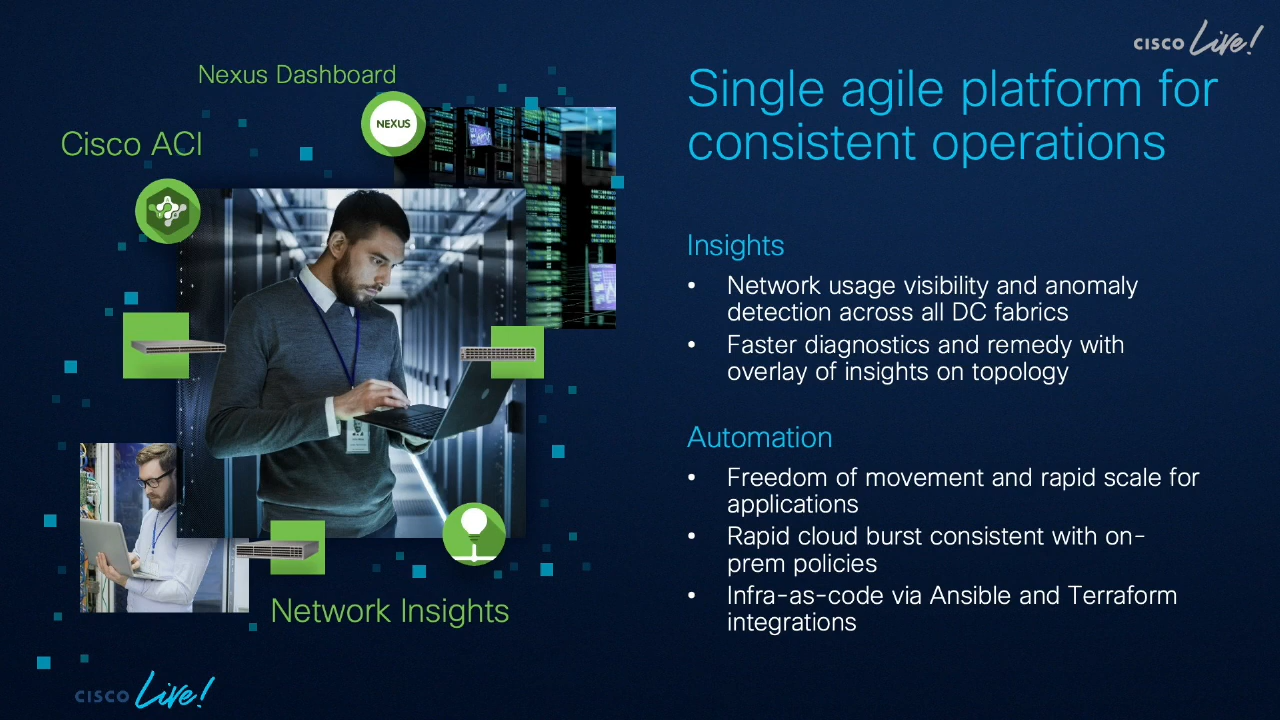 CISCO Live!
Nexus Dashboard
NEXUS
Cisco ACI
Network Insights
Single agile platform for
consistent operations
Insights
• Network usage visibility and anomaly
detection across all DC fabrics
• Faster diagnostics and remedy with
overlay of insights on topology
Automation
• Freedom of movement and rapid scale for
applications
• Rapid cloud burst consistent with on-
prem policies
• Infra-as-code via Ansible and Terraform
integrations
CISCO Live!